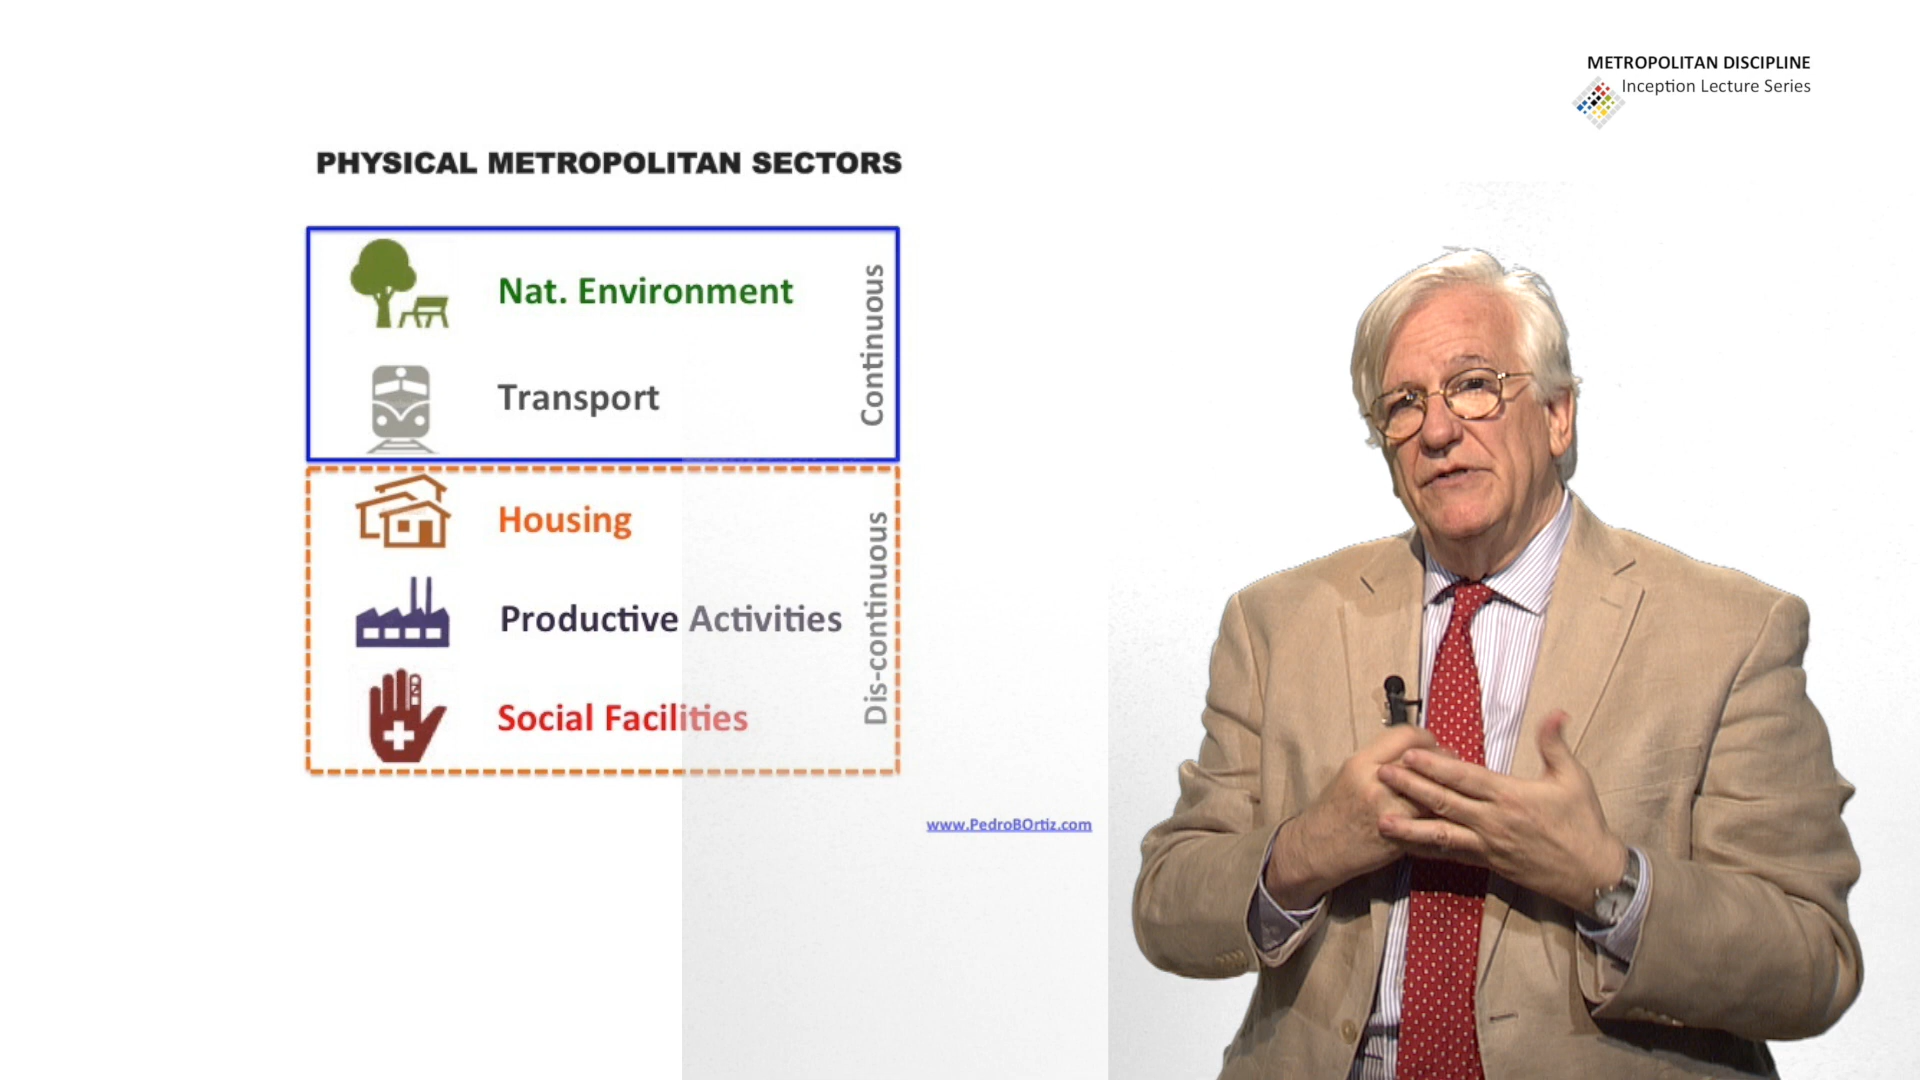 METROPOLITAN DISCIPLINE
Inception Lecture Series
PHYSICAL METROPOLITAN SECTORS
Nat. Environment
Transport
Continuous
Housing
Productive Activities
Social Facilities
Dis-continuous
www.PedroBOrtiz.com